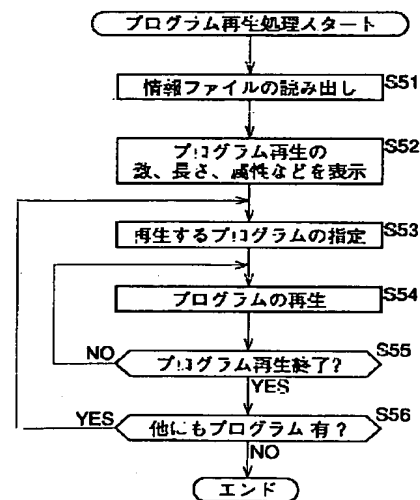 プログラム再生処理スタート
情報ファイルの読み出し
S51
プログラム再生の
数、長さ、属性などを表示
S52
再生するプログラムの指定
S53
プログラムの再生
S54
プログラム再生終了?
S55
NO
YES
他にもプログラム有?
S56
YES
NO
エンド